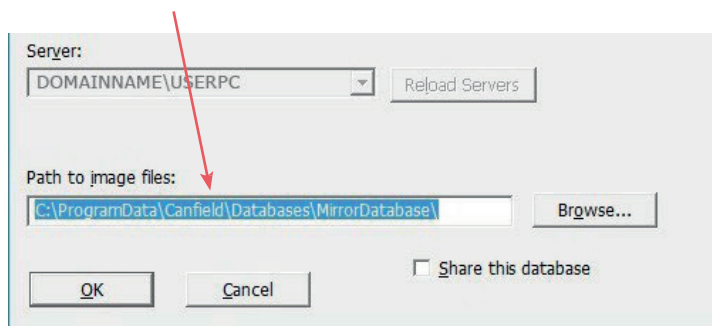 Server:
DOMAINNAME\USERPC
Reload Servers
Path to image files:
C:\ProgramData\Canfield\Databases\MirrorDatabase\
Browse...
Share this database
OK
Cancel